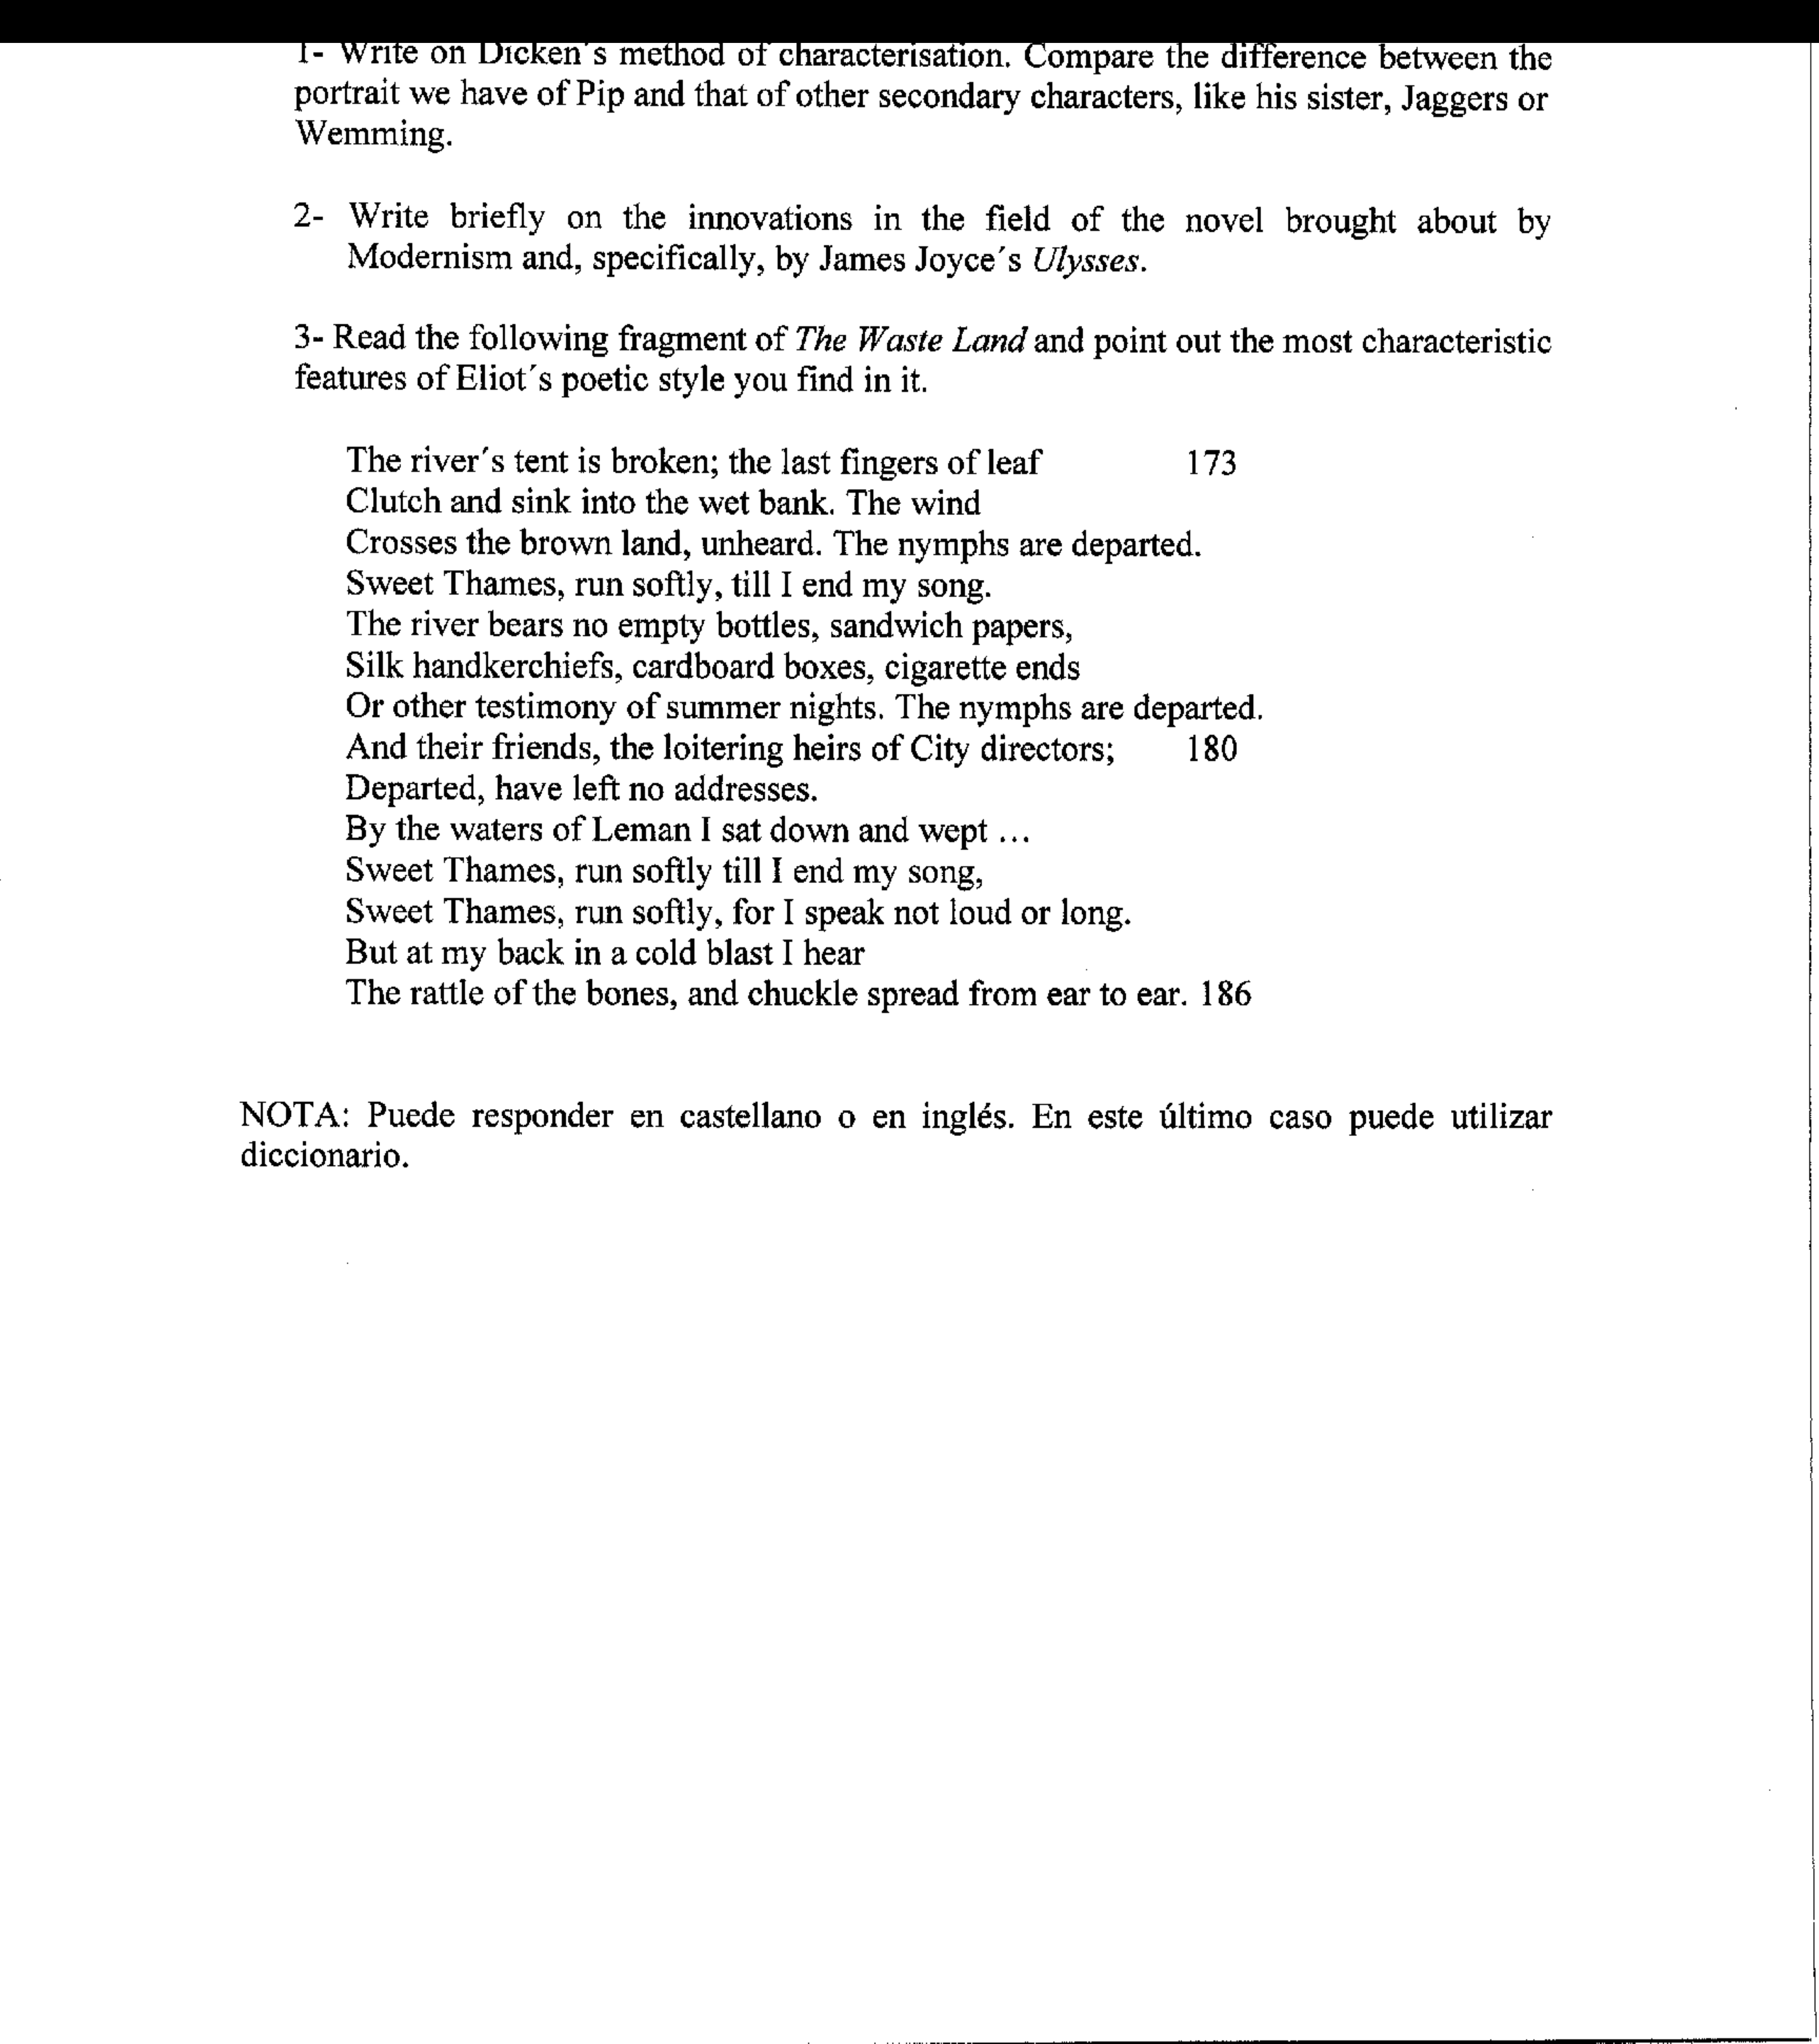 1- Write on Dicken´s method of characterisation. Compare the difference between the
portrait we have of Pip and that of other secondary characters, like his sister, Jaggers or
Wemming.
2- Write briefly on the innovations in the field of the novel brought about by
Modernism and, specifically, by James Joyce´s Ulysses.
3- Read the following fragment of The Waste Land and point out the most characteristic
features of Eliot´s poetic style you find in it.
The river´s tent is broken; the last fingers of leaf 173
Clutch and sink into the wet bank. The wind
Crosses the brown land, unheard. The nymphs are departed.
Sweet Thames, run softly, till I end my song.
The river bears no empty bottles, sandwich papers,
Silk handkerchiefs, cardboard boxes, cigarette ends
Or other testimony of summer nights. The nymphs are departed.
And their friends, the loitering heirs of City directors; 180
Departed, have left no addresses.
By the waters of Leman I sat down and wept ...
Sweet Thames, run softly till I end my song,
Sweet Thames, run softly, for I speak not loud or long.
But at my back in a cold blast I hear
The rattle of the bones, and chuckle spread from ear to ear. 186
NOTA: Puede responder en castellano o en inglés. En este último caso puede utilizar
diccionario.